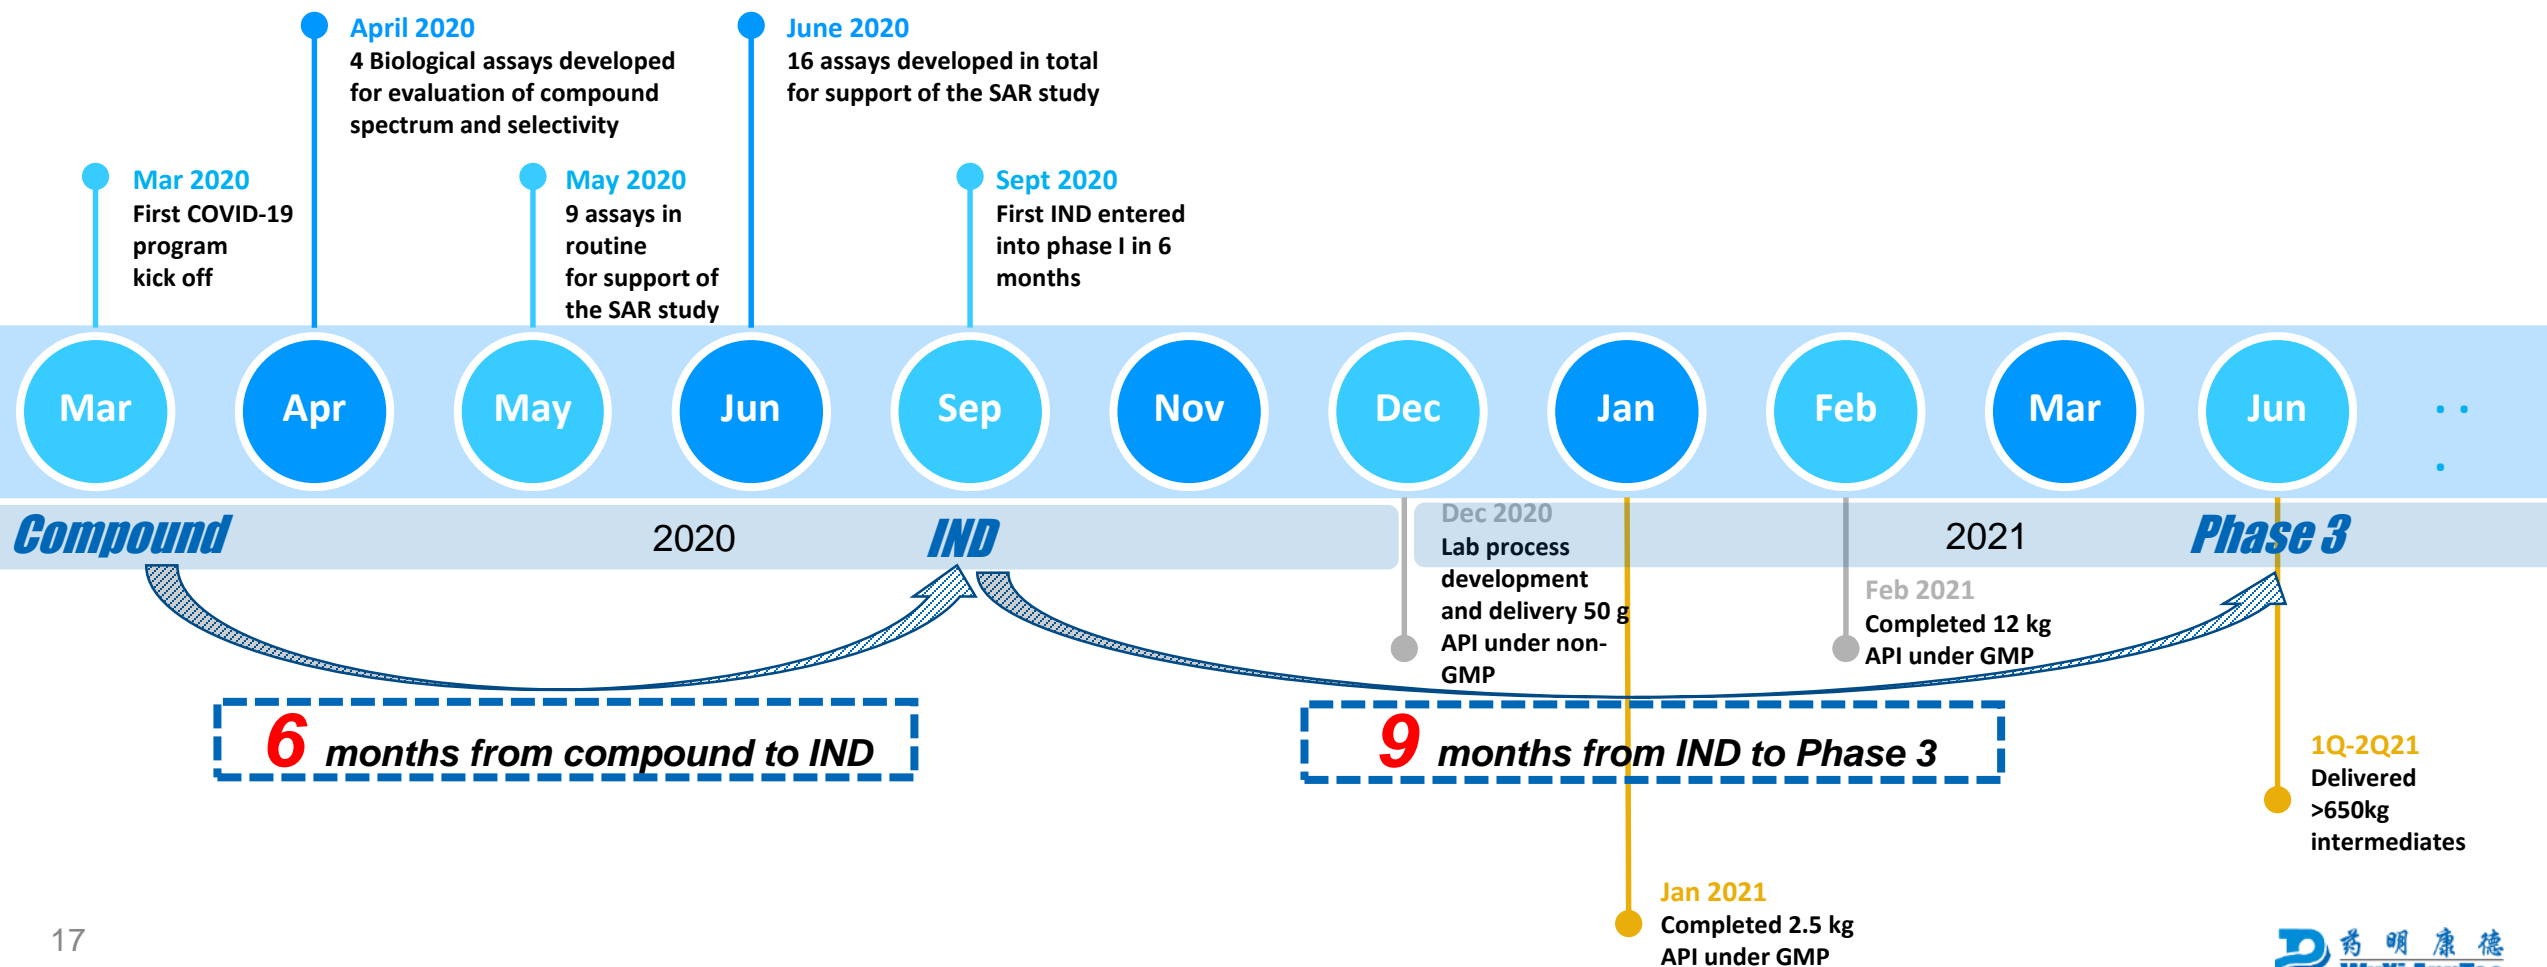 April 2020
4 Biological assays developed
for evaluation of compound
spectrum and selectivity
June 2020
16 assays developed in total
for support of the SAR study
Mar 2020
First COVID-19
program
kick off
May 2020
9 assays in
routine
for support of
the SAR study
Sept 2020
First IND entered
into phase I in 6
months
Mar
Apr
May
Jun
Sep
Nov
Dec
Jan
Feb
Mar
Jun
. .
.
Compound
2020
IND
2021
Phase 3
Dec 2020
Lab process
development
and delivery 50 g
API under non-
GMP
Feb 2021
Completed 12 kg
API under GMP
6 months from compound to IND
9 months from IND to Phase 3
1Q-2Q21
Delivered
>650kg
intermediates
Jan 2021
Completed 2.5 kg
API under GMP
17
药明康德